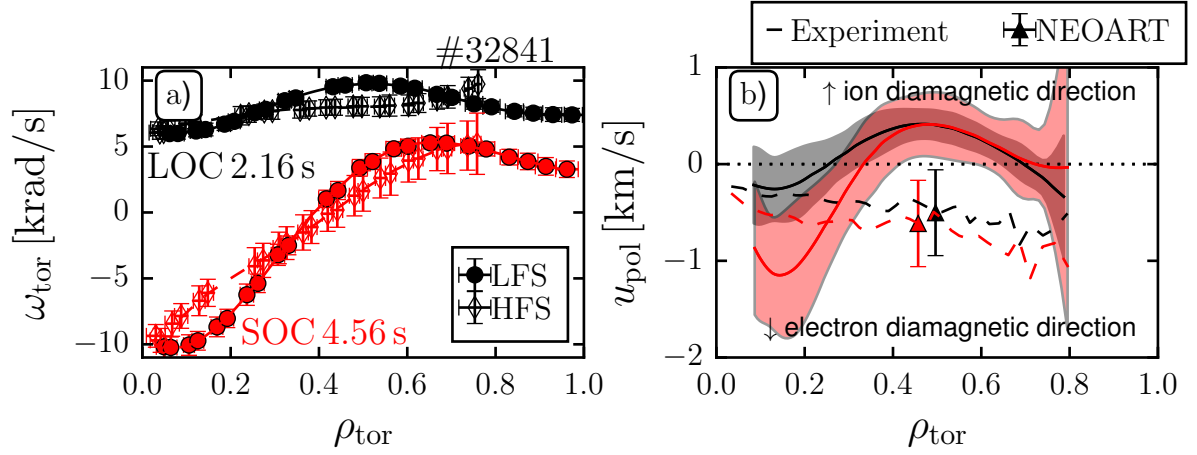 #32841
a)
10
5
0
−5
−10
ω_tor [krad/s]
LOC 2.16 s
SOC 4.56 s
LFS
HFS
0.0 0.2 0.4 0.6 0.8 1.0
ρ_tor
Experiment NEOART
b)
1
0
−1
−2
u_pol [km/s]
↑ ion diamagnetic direction
↓ electron diamagnetic direction
0.0 0.2 0.4 0.6 0.8 1.0
ρ_tor